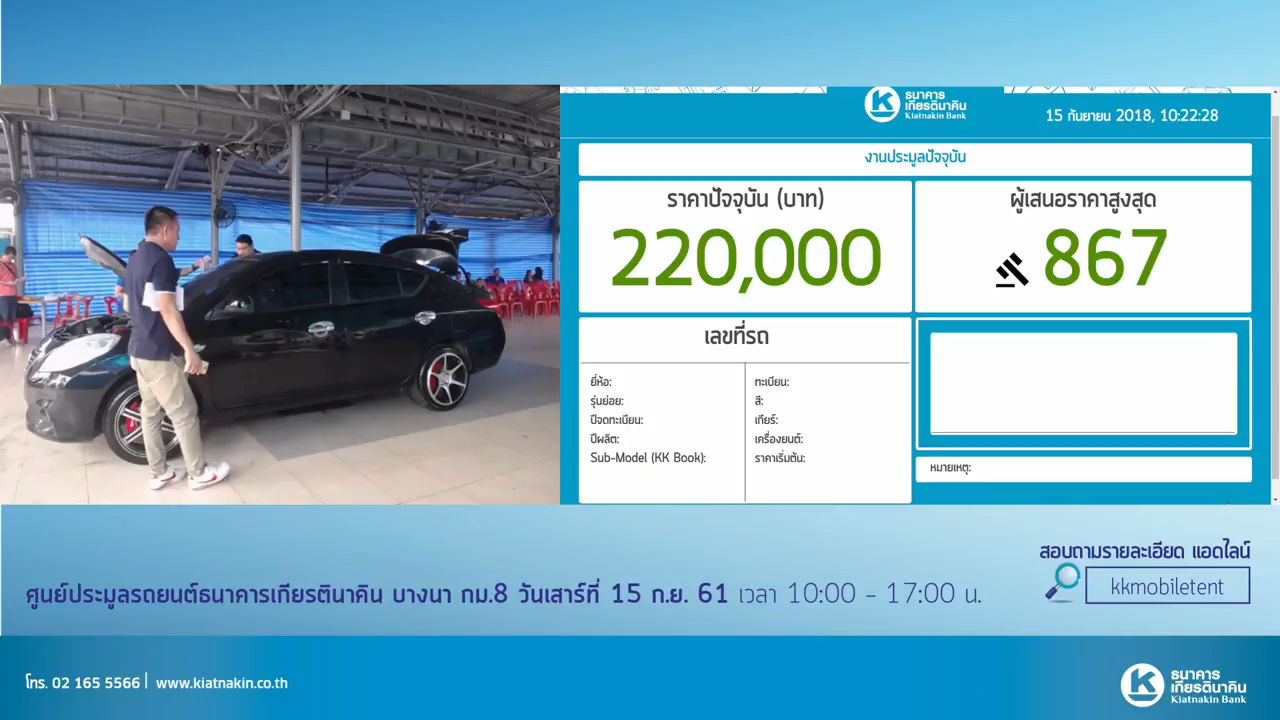 ธนาคาร
เกียรตินาคิน
Kiatnakin Bank
15 กันยายน 2018, 10:22:28
งานประมูลปัจจุบัน
ราคาปัจจุบัน (บาท)
220,000
ผู้เสนอราคาสูงสุด
867
เลขที่รถ
ยี่ห้อ:
รุ่นย่อย:
ปีจดทะเบียน:
ปีผลิต:
Sub-Model (KK Book):
ทะเบียน:
สี:
เกียร์:
เครื่องยนต์:
ราคาเริ่มต้น:
หมายเหตุ:
สอบถามรายละเอียด แอดไลน์
kkmobiletent
ศูนย์ประมูลรถยนต์ธนาคารเกียรตินาคิน บางนา กม.8 วันเสาร์ที่ 15 ก.ย. 61 เวลา 10:00 - 17:00 น.
โทร. 02 165 5566 | www.kiatnakin.co.th
ธนาคาร
เกียรตินาคิน
Kiatnakin Bank